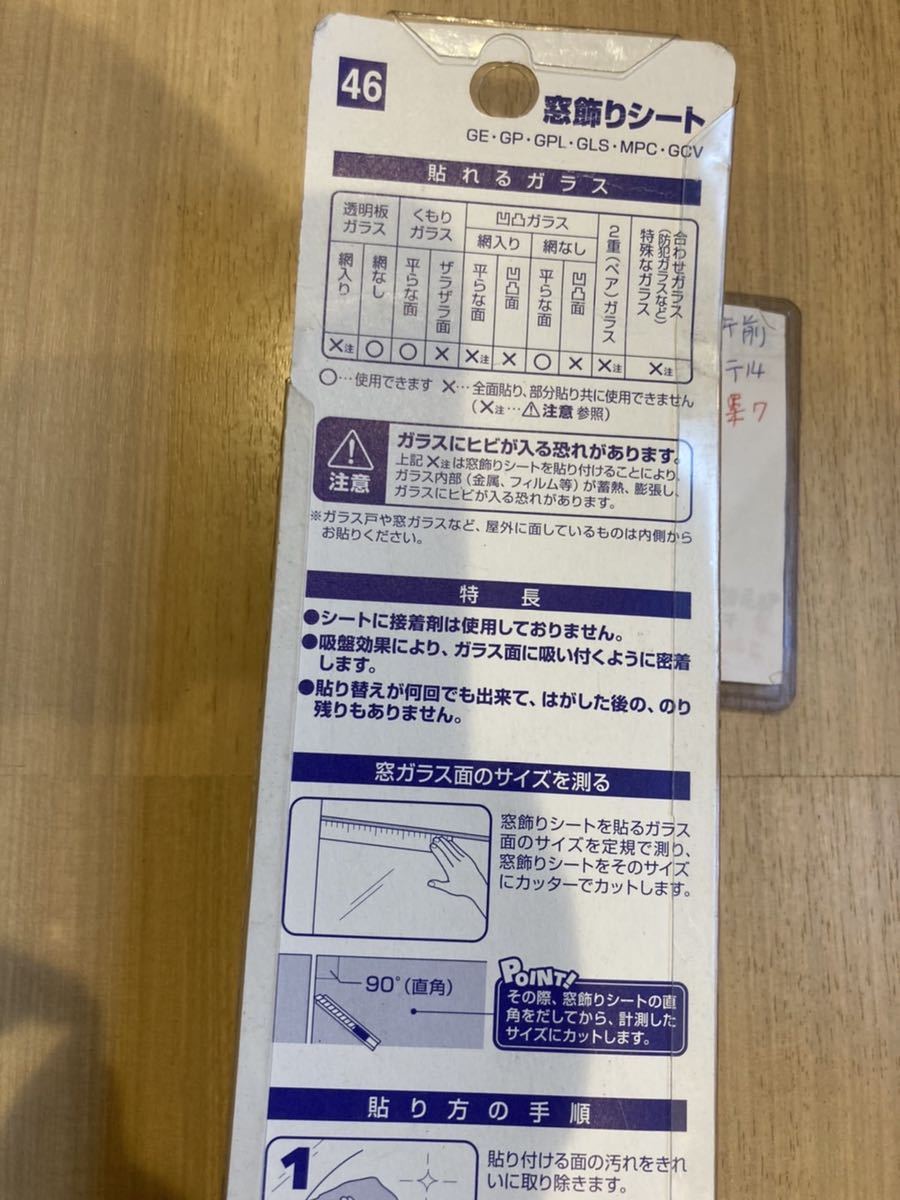 46
窓飾りシート
GE・GP・GPL・GLS・MPC・GCV
貼れるガラス
透明板ガラス
くもりガラス
凹凸ガラス
2重(ペア)ガラス
合わせガラス(防犯ガラスなど)特殊なガラス
網入り 網なし
網入り 網なし 平らな面 ザラザラ面 平らな面 凹凸面 平らな面 凹凸面
×注 ○ ○ × ×注 × ○ × ×注 ×注
○…使用できます ×…全面貼り、部分貼り共に使用できません
(×注…⚠注意 参照)
注意
ガラスにヒビが入る恐れがあります。
上記×注は窓飾りシートを貼り付けることにより、
ガラス内部(金属、フィルム等)が蓄熱、膨張し、
ガラスにヒビが入る恐れがあります。
※ガラス戸や窓ガラスなど、屋外に面しているものは内側から
お貼りください。
特長
●シートに接着剤は使用しておりません。
●吸盤効果により、ガラス面に吸い付くように密着
します。
●貼り替えが何回でも出来て、はがした後の、のり
残りもありません。
窓ガラス面のサイズを測る
窓飾りシートを貼るガラス
面のサイズを定規で測り、
窓飾りシートをそのサイズ
にカッターでカットします。
90°(直角)
POINT!
その際、窓飾りシートの直
角をだしてから、計測した
サイズにカットします。
貼り方の手順
1
貼り付ける面の汚れをきれ
いに取り除きます。
午前
テル